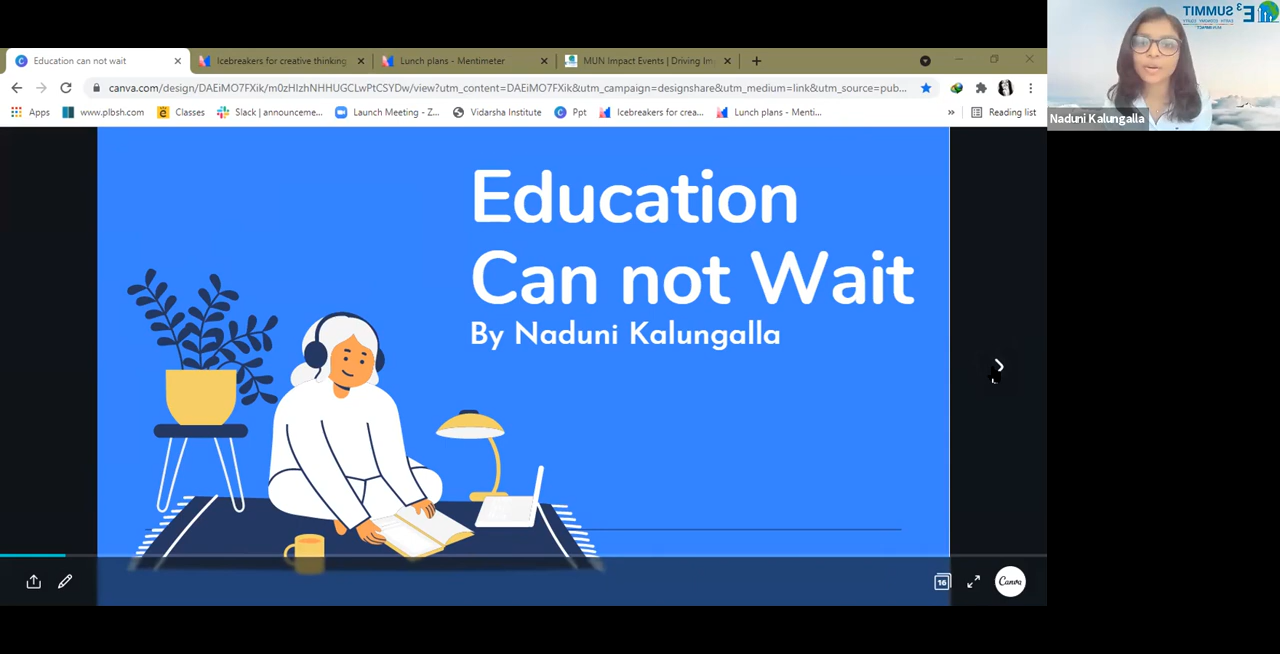 Education can not wait
Icebreakers for creative thinking
Lunch plans - Mentimeter
MUN Impact Events | Driving Im
canva.com/design/DAEiMO7FXik/m0zHIzhNHHUGCLwPtCSYDw/view?utm_content=DAEiMO7FXik&utm_campaign=designshare&utm_medium=link&utm_source=pub...
Apps
www.plbsh.com
Classes
Slack | announceme...
Launch Meeting - Z...
Vidarsha Institute
Ppt
Icebreakers for crea...
Lunch plans - Menti...
»
Reading list
Education
Can not Wait
By Naduni Kalungalla
16
Canva
E³ SUMMIT
Naduni Kalungalla